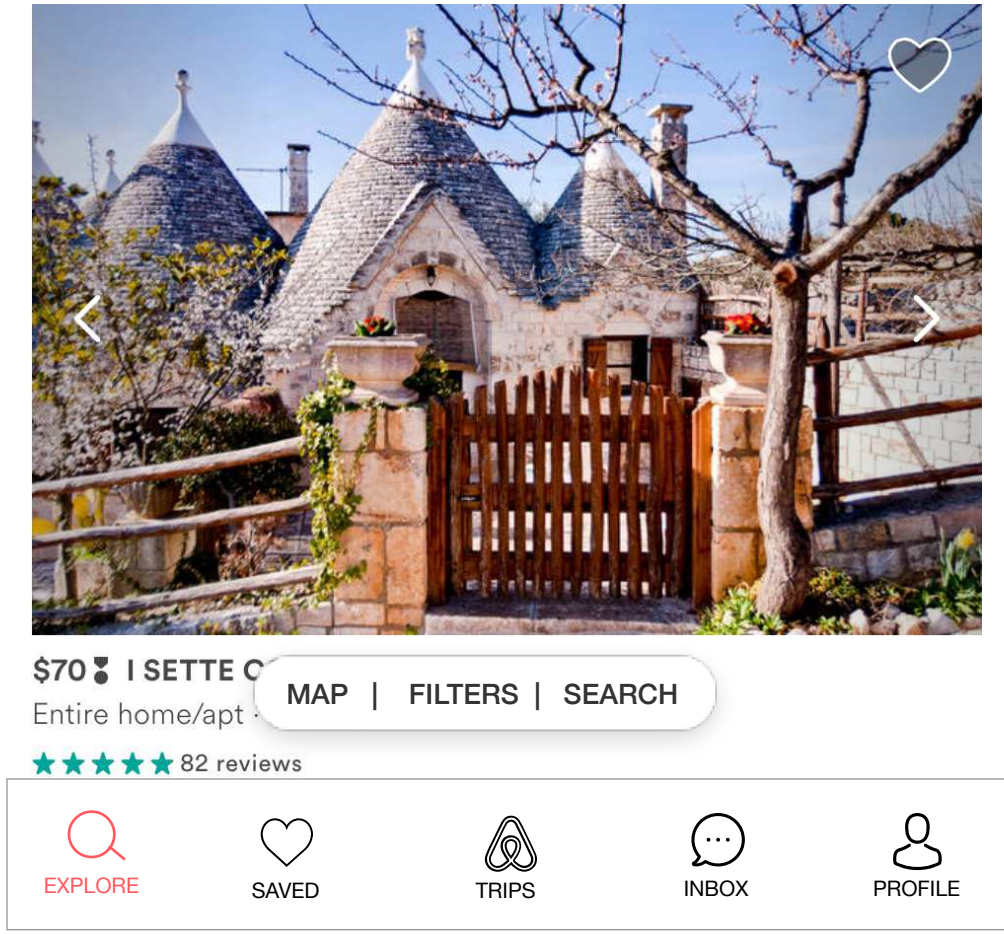 $70 I SETTE
MAP | FILTERS | SEARCH
Entire home/apt ·
82 reviews
EXPLORE
SAVED
TRIPS
INBOX
PROFILE